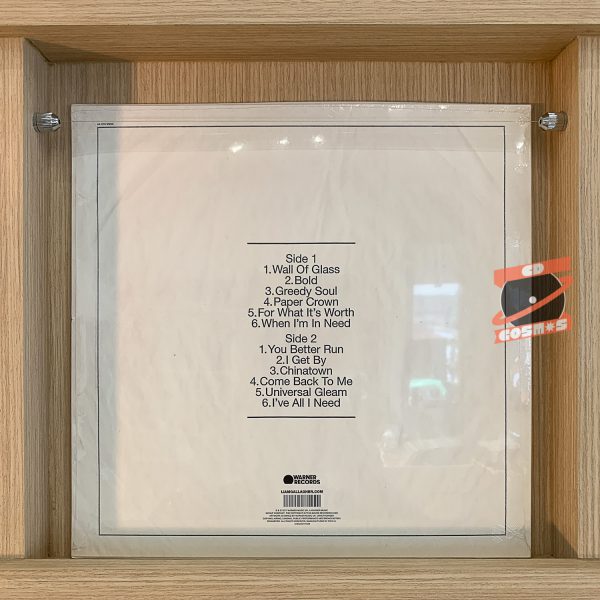 Side 1
1.Wall Of Glass
2.Bold
3.Greedy Soul
4.Paper Crown
5.For What It's Worth
6.When I'm In Need
Side 2
1.You Better Run
2.I Get By
3.Chinatown
4.Come Back To Me
5.Universal Gleam
6.I've All I Need
WARNER
RECORDS
LIAMGALLAGHER.COM
CD
COSMOS